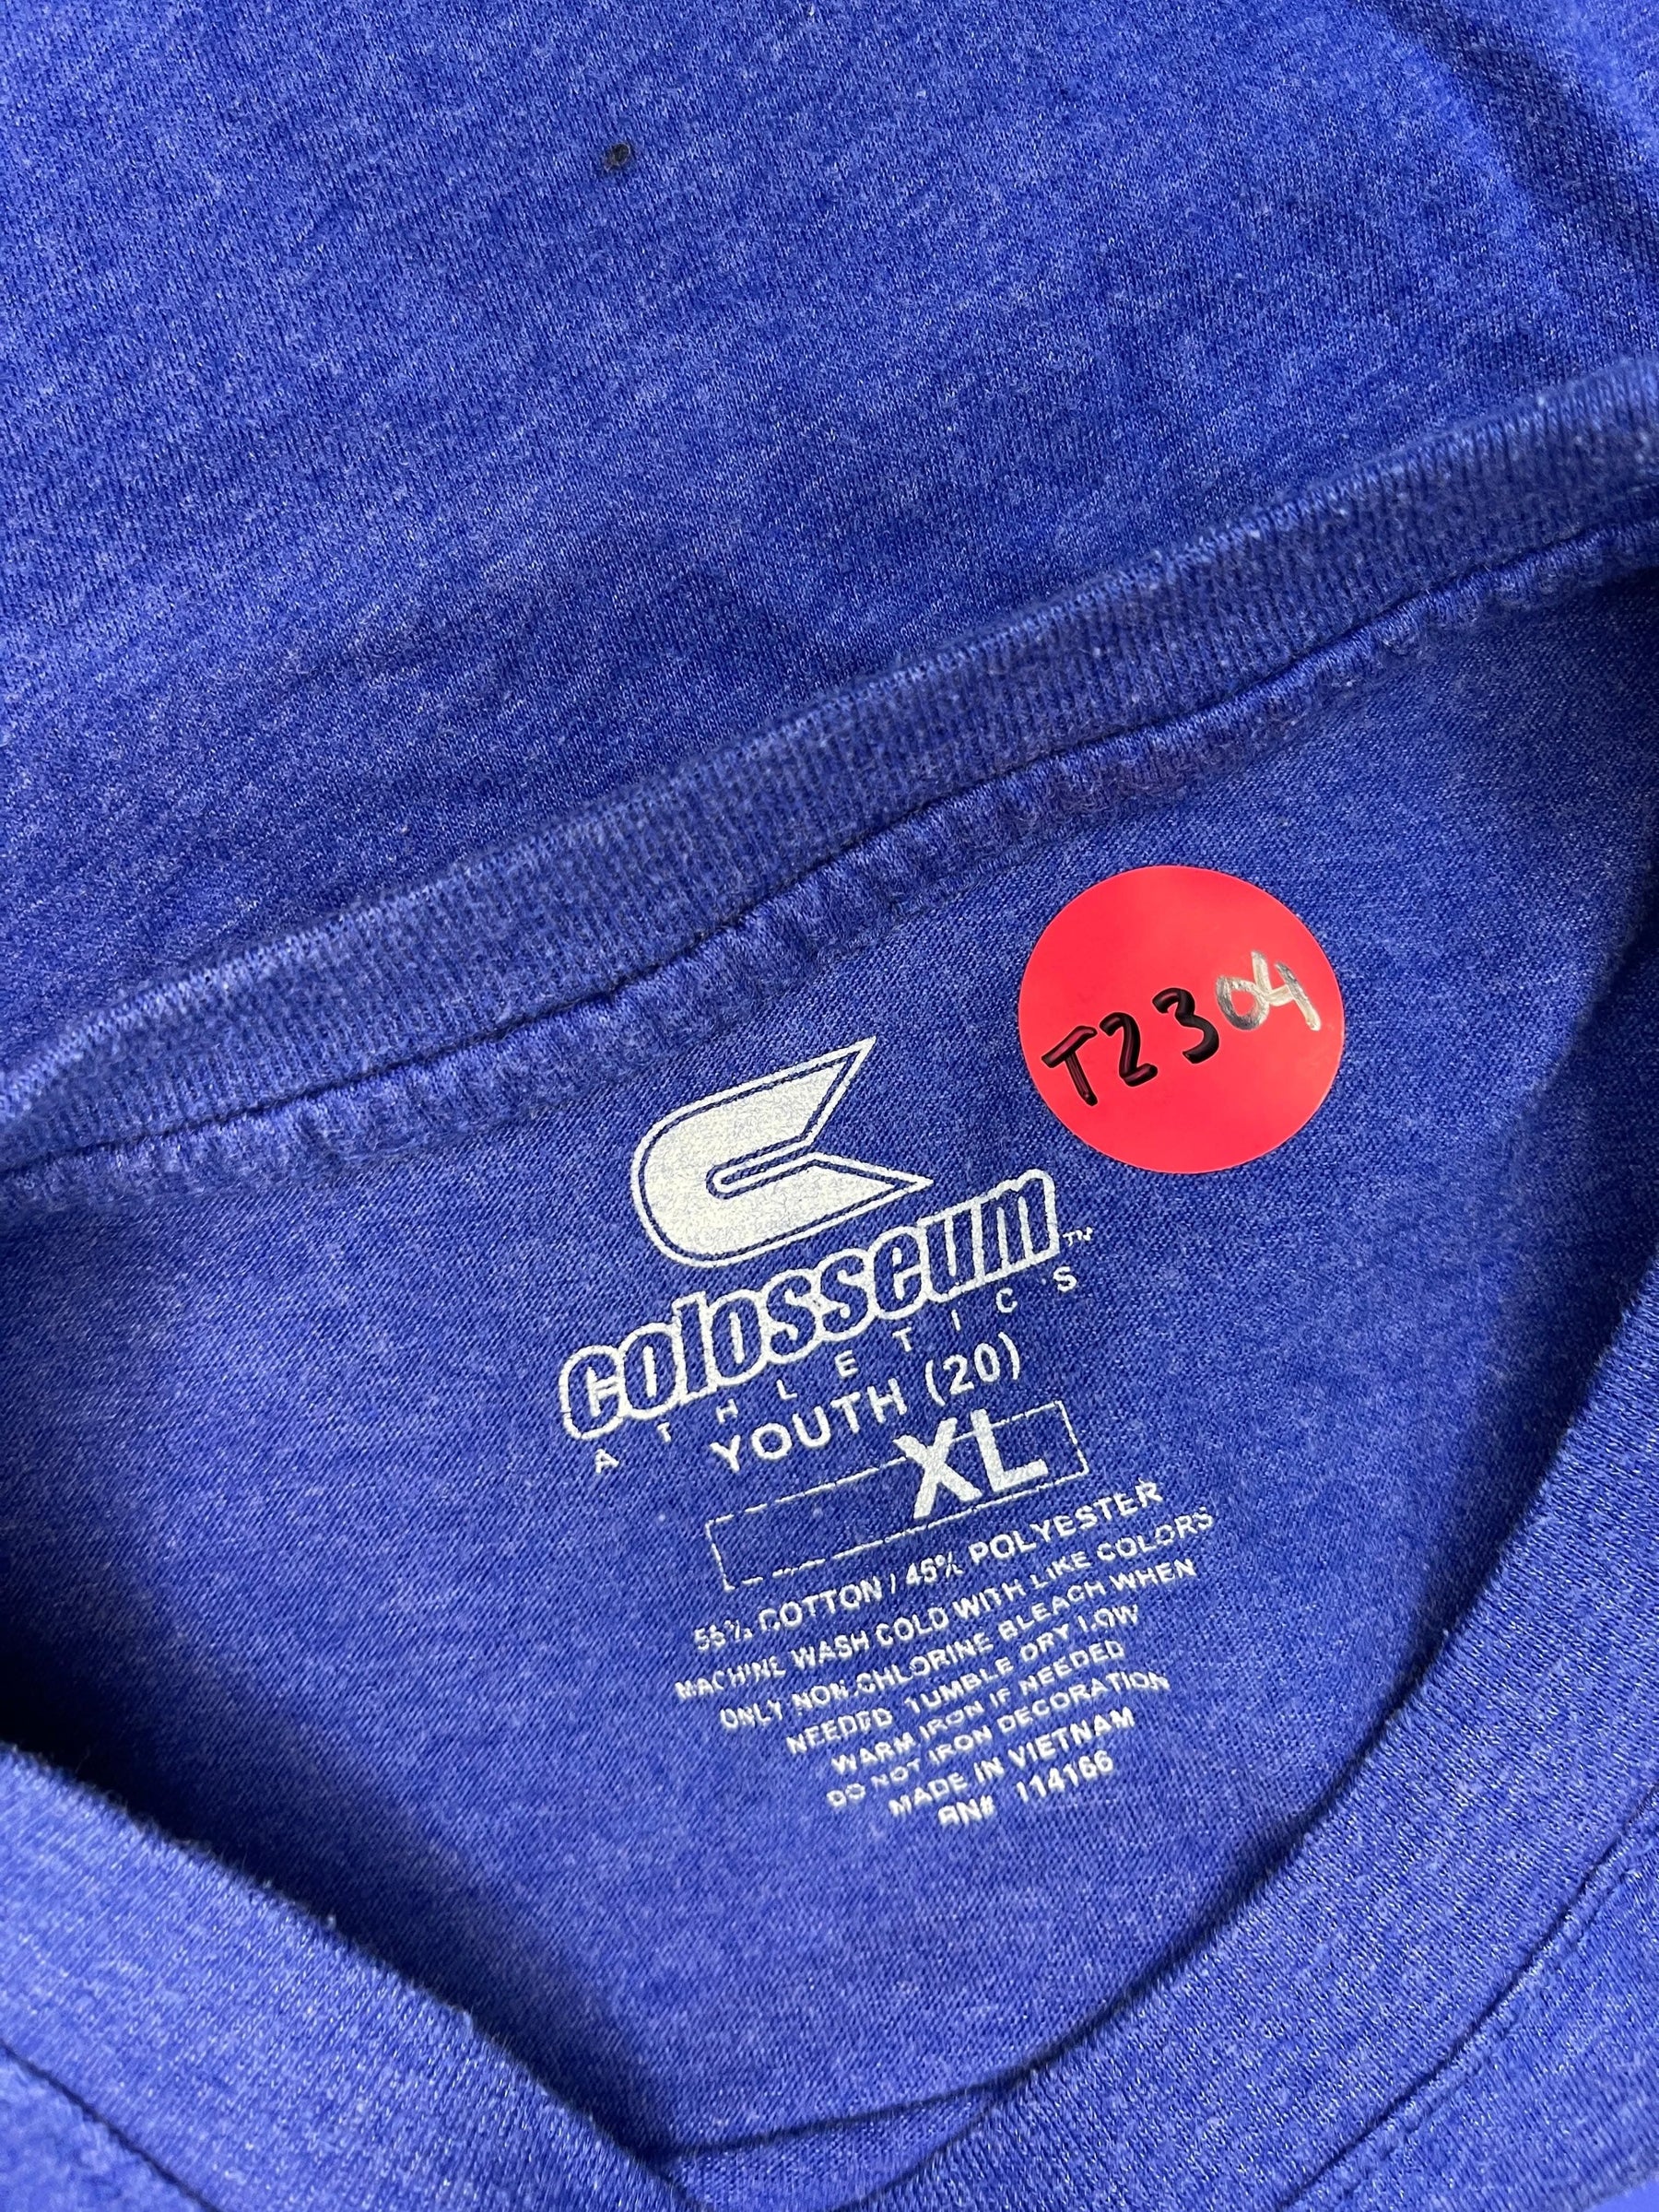 T2304
colosseum™
ATHLETICS
YOUTH (20)
XL
55% COTTON / 45% POLYESTER
MACHINE WASH COLD WITH LIKE COLORS
ONLY NON-CHLORINE BLEACH WHEN
NEEDED TUMBLE DRY LOW
WARM IRON IF NEEDED
DO NOT IRON DECORATION
MADE IN VIETNAM
RN# 114166